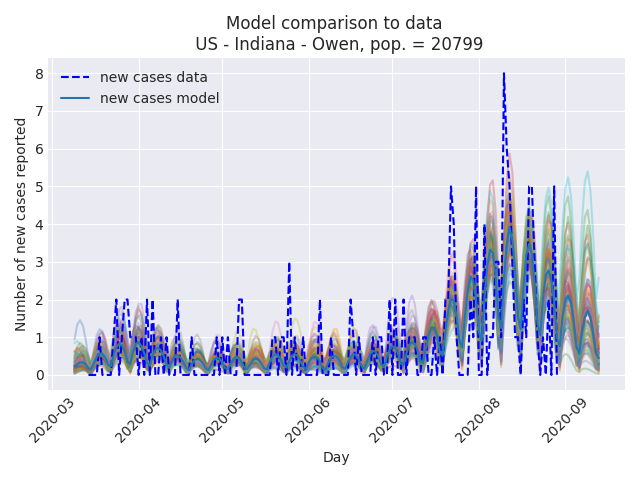 Model comparison to data
US - Indiana - Owen, pop. = 20799
new cases data
new cases model
Number of new cases reported
8
7
6
5
4
3
2
1
0
2020-03
2020-04
2020-05
2020-06
2020-07
2020-08
2020-09
Day